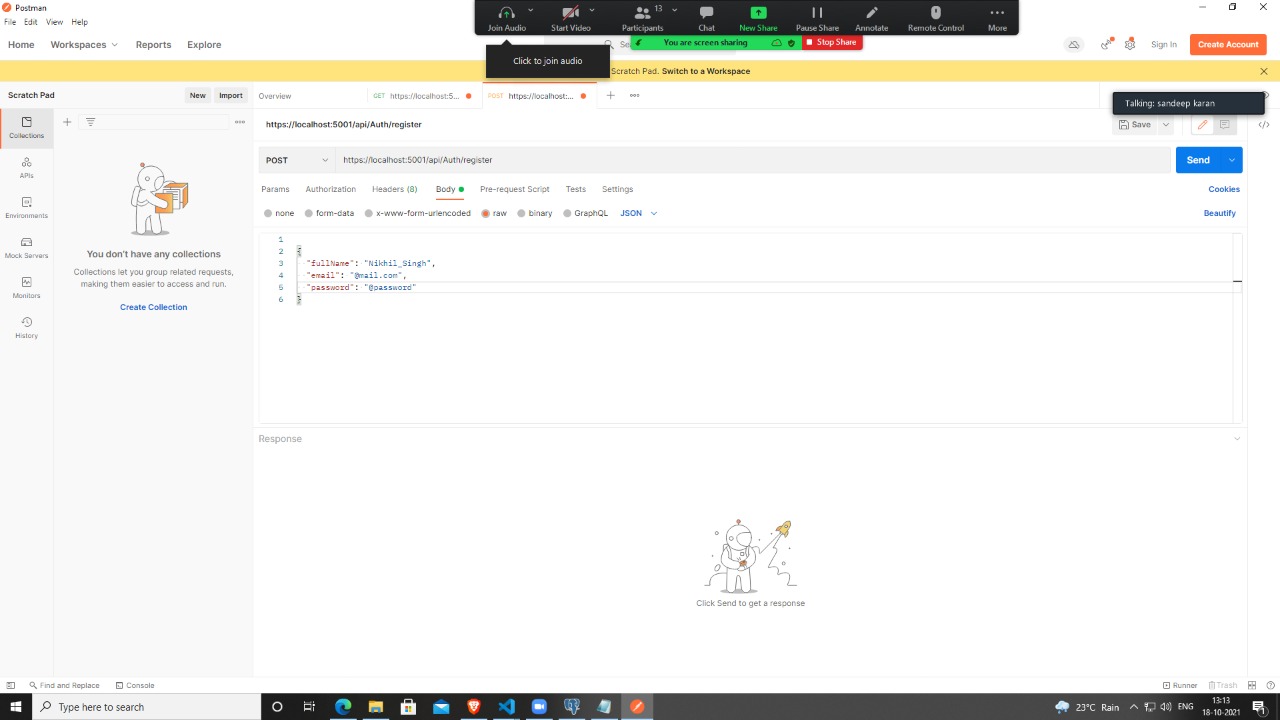 Postman
File Edit View Help
Join Audio
Start Video
13
Participants
Chat
New Share
Pause Share
Annotate
Remote Control
More
Home Workspaces Reports Explore
You are screen sharing
Stop Share
Sign In
Create Account
Click to join audio
Scratch Pad. Switch to a Workspace
Scratch Pad
New
Import
Overview
GET https://localhost:5...
POST https://localhost:...
Talking: sandeep karan
Collections
APIs
Environments
Mock Servers
Monitors
History
You don't have any collections
Collections let you group related requests,
making them easier to access and run.
Create Collection
https://localhost:5001/api/Auth/register
Save
POST
https://localhost:5001/api/Auth/register
Send
Params Authorization Headers (8) Body Pre-request Script Tests Settings
Cookies
none form-data x-www-form-urlencoded raw binary GraphQL JSON
Beautify
1
2 {
3 "fullName": "Nikhil_Singh",
4 "email": "@mail.com",
5 "password": "@password"
6 }
Response
Click Send to get a response
Find and Replace
Console
Runner
Trash
Type here to search
23°C Rain
ENG
13:13
18-10-2021